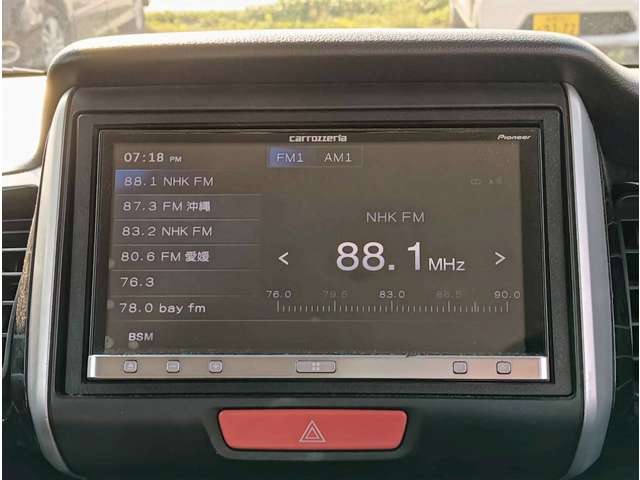 carrozzeria Pioneer
07:18 PM FM1 AM1
88.1 NHK FM
87.3 FM 沖縄
83.2 NHK FM
80.6 FM 愛媛
76.3
78.0 bay fm
BSM
NHK FM
< 88.1 MHz >
76.0 79.5 83.0 86.5 90.0